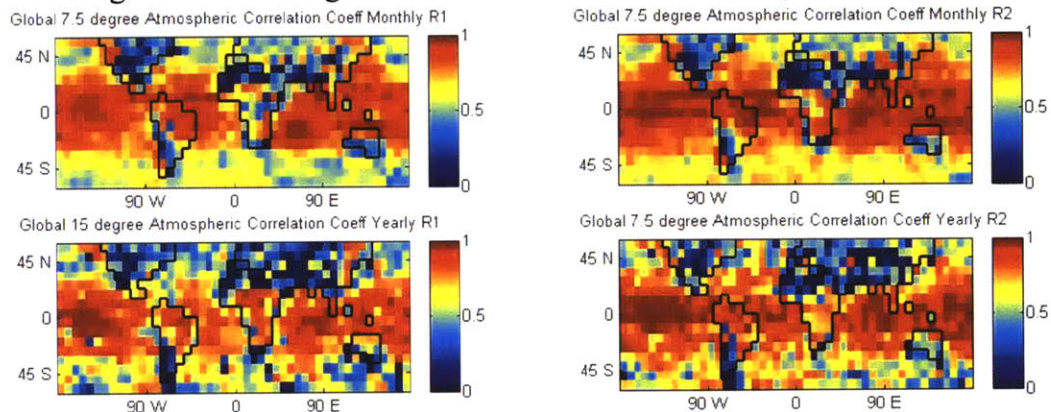 Global 7.5 degree Atmospheric Correlation Coeff Monthly R1
45 N
0
45 S
90 W 0 90 E
1
0.5
0
Global 7.5 degree Atmospheric Correlation Coeff Monthly R2
45 N
0
45 S
90 W 0 90 E
1
0.5
0
Global 15 degree Atmospheric Correlation Coeff Yearly R1
45 N
0
45 S
90 W 0 90 E
1
0.5
0
Global 7.5 degree Atmospheric Correlation Coeff Yearly R2
45 N
0
45 S
90 W 0 90 E
1
0.5
0